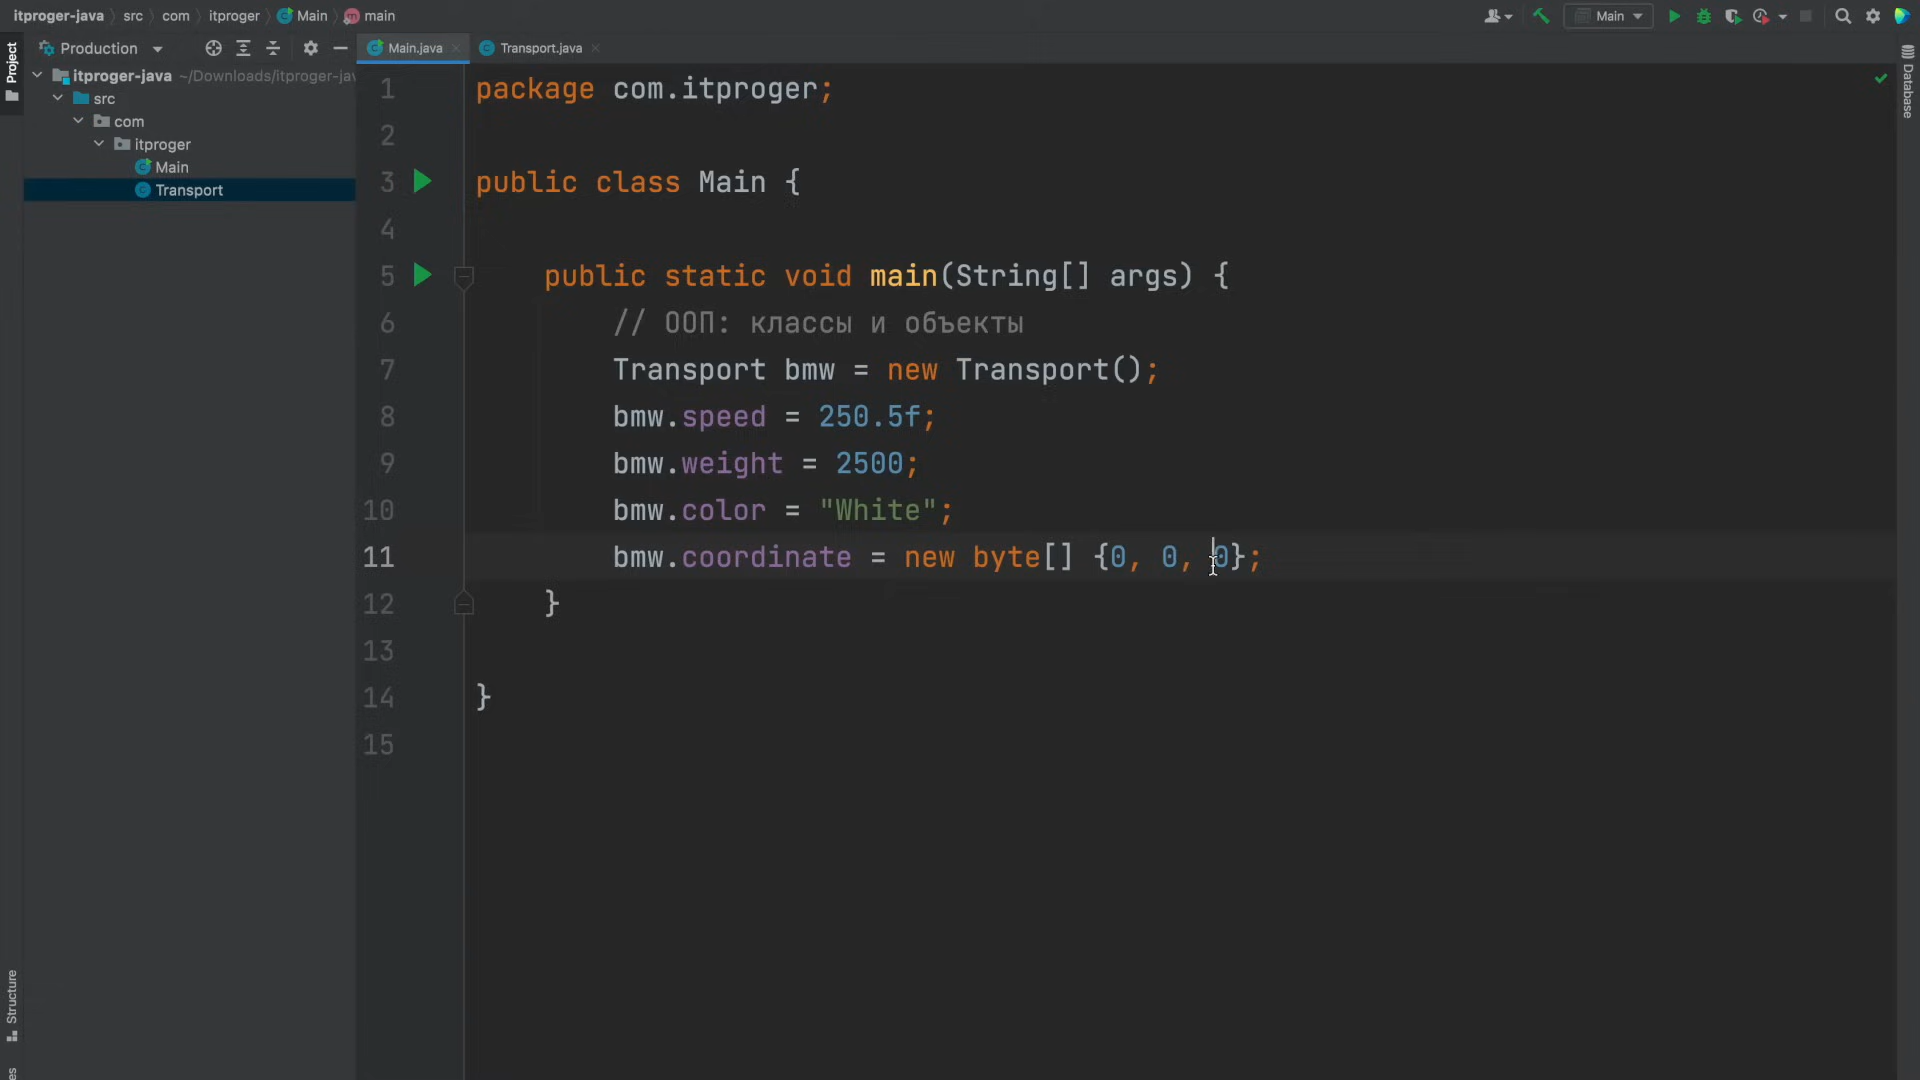 itproger-java src com itproger Main main
Main
Production
Main.java
Transport.java
Project
itproger-java ~/Downloads/itproger-jav
src
com
itproger
Main
Transport
Structure
Database
1 package com.itproger;
2
3 public class Main {
4
5 public static void main(String[] args) {
6 // ООП: классы и объекты
7 Transport bmw = new Transport();
8 bmw.speed = 250.5f;
9 bmw.weight = 2500;
10 bmw.color = "White";
11 bmw.coordinate = new byte[] {0, 0, 0};
12 }
13
14 }
15